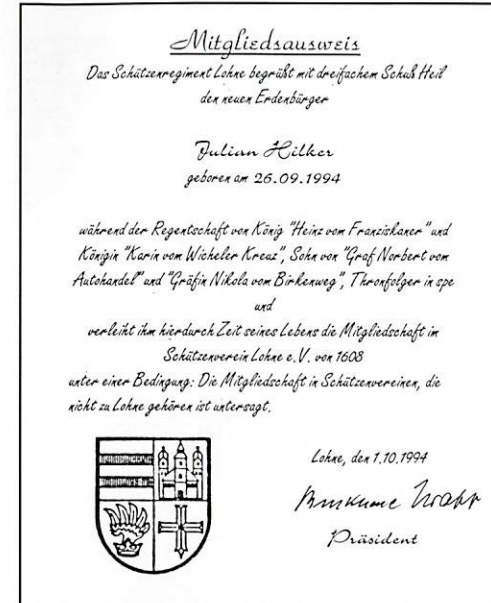 Mitgliedsausweis
Das Schützenregiment Lohne begrüßt mit dreifachem Schuß Heil
den neuen Erdenbürger
Julian Hilker
geboren am 26.09.1994
während der Regentschaft von König "Heinz vom Franziskaner" und
Königin "Karin vom Wicheler Kreuz", Sohn von "Graf Norbert vom
Autohandel" und "Gräfin Nikola vom Birkenweg", Thronfolger in spe
und
verleiht ihm hierdurch Zeit seines Lebens die Mitgliedschaft im
Schützenverein Lohne e.V. von 1608
unter einer Bedingung: Die Mitgliedschaft in Schützenvereinen, die
nicht zu Lohne gehören ist untersagt.
Lohne, den 1.10.1994
Präsident